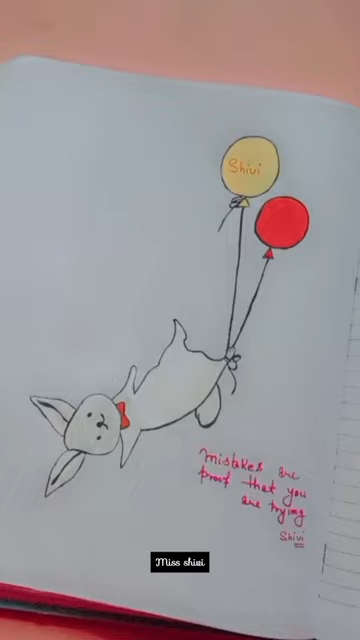 Shivi
mistakes are
proof that you
are trying
Shivi
Miss shivi